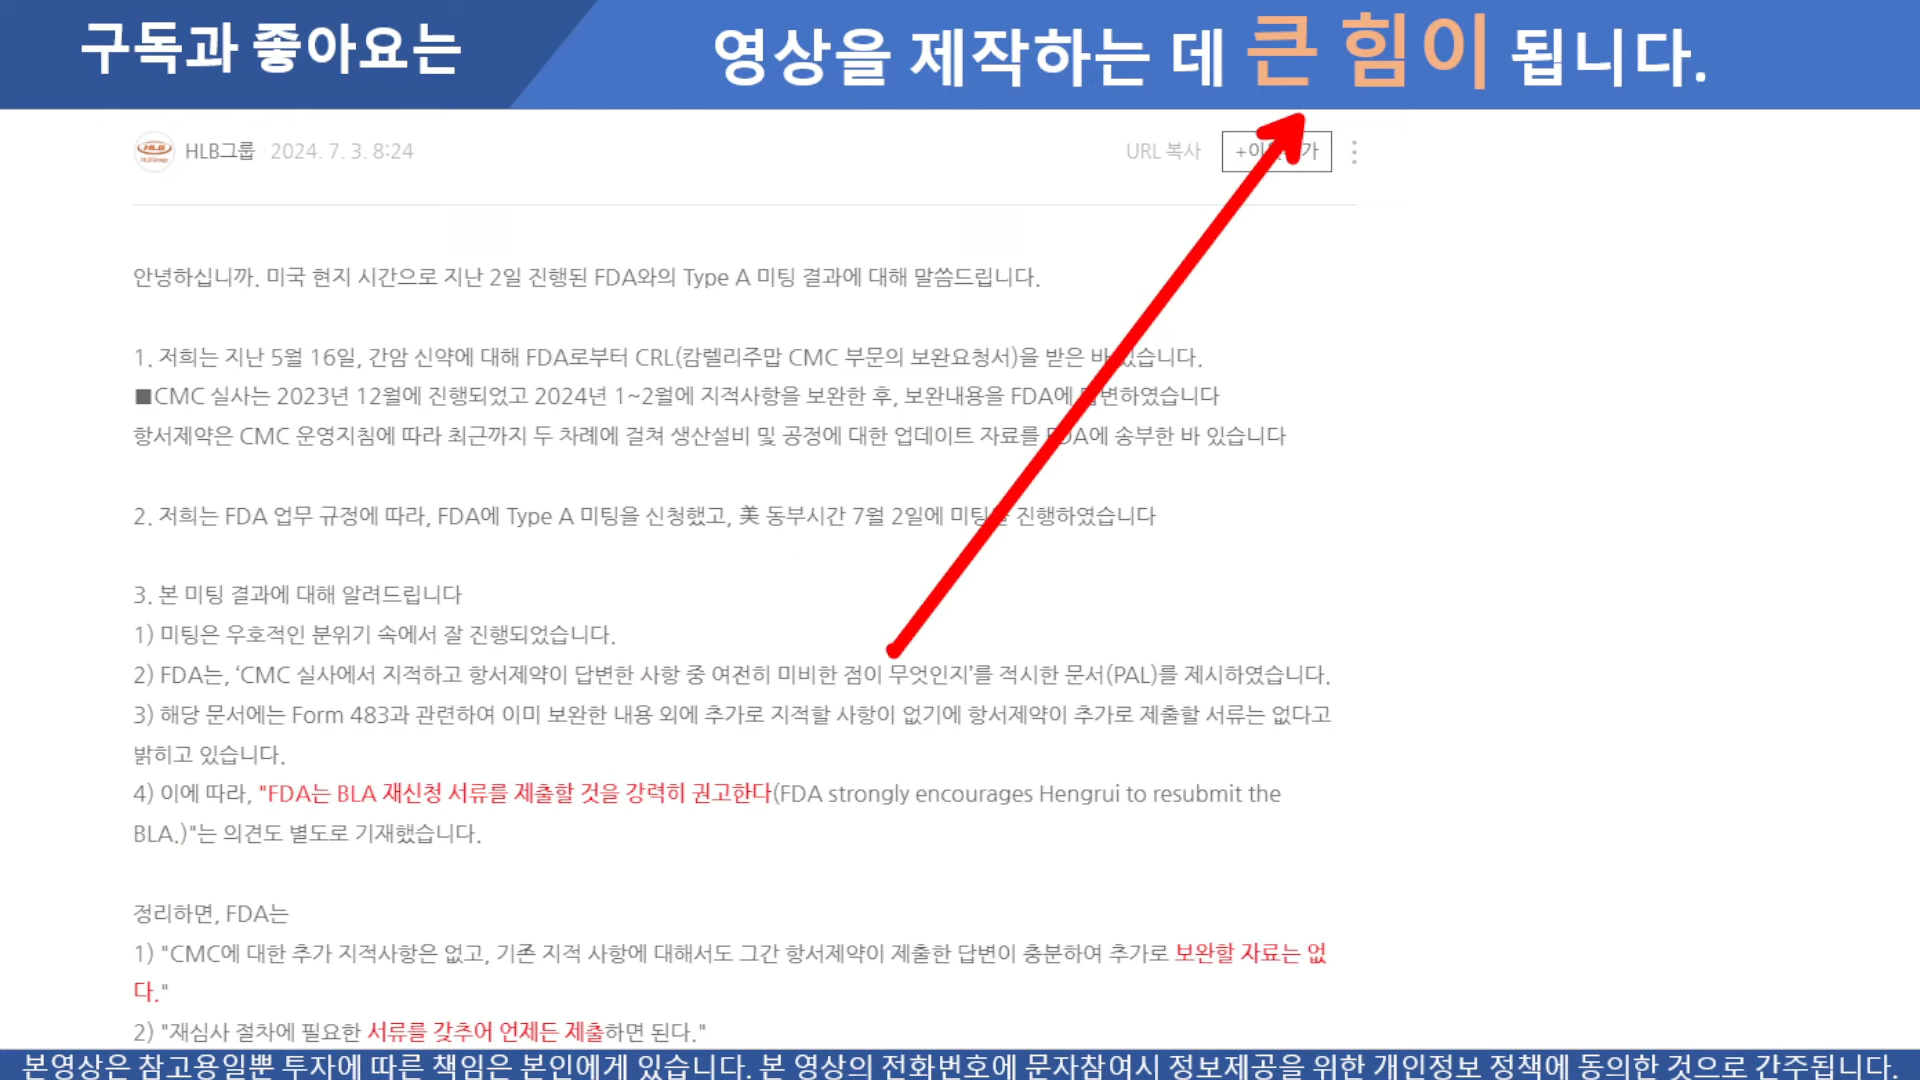 구독과 좋아요는
영상을 제작하는 데 큰 힘이 됩니다.
HLB그룹 · 2024. 7. 3. 8:24
URL 복사
안녕하십니까. 미국 현지 시간으로 지난 2일 진행된 FDA와의 Type A 미팅 결과에 대해 말씀드립니다.
1. 저희는 지난 5월 16일, 간암 신약에 대해 FDA로부터 CRL(캄렐리주맙 CMC 부문의 보완요청서)을 받은 바 있습니다.
■CMC 실사는 2023년 12월에 진행되었고 2024년 1~2월에 지적사항을 보완한 후, 보완내용을 FDA에 답변하였습니다
항서제약은 CMC 운영지침에 따라 최근까지 두 차례에 걸쳐 생산설비 및 공정에 대한 업데이트 자료를 FDA에 송부한 바 있습니다
2. 저희는 FDA 업무 규정에 따라, FDA에 Type A 미팅을 신청했고, 美 동부시간 7월 2일에 미팅을 진행하였습니다
3. 본 미팅 결과에 대해 알려드립니다
1) 미팅은 우호적인 분위기 속에서 잘 진행되었습니다.
2) FDA는, ‘CMC 실사에서 지적하고 항서제약이 답변한 사항 중 여전히 미비한 점이 무엇인지’를 적시한 문서(PAL)를 제시하였습니다.
3) 해당 문서에는 Form 483과 관련하여 이미 보완한 내용 외에 추가로 지적할 사항이 없기에 항서제약이 추가로 제출할 서류는 없다고
밝히고 있습니다.
4) 이에 따라, "FDA는 BLA 재신청 서류를 제출할 것을 강력히 권고한다(FDA strongly encourages Hengrui to resubmit the
BLA.)"는 의견도 별도로 기재했습니다.
정리하면, FDA는
1) "CMC에 대한 추가 지적사항은 없고, 기존 지적 사항에 대해서도 그간 항서제약이 제출한 답변이 충분하여 추가로 보완할 자료는 없
다."
2) "재심사 절차에 필요한 서류를 갖추어 언제든 제출하면 된다."
본영상은 참고용일뿐 투자에 따른 책임은 본인에게 있습니다. 본 영상의 전화번호에 문자참여시 정보제공을 위한 개인정보 정책에 동의한 것으로 간주됩니다.